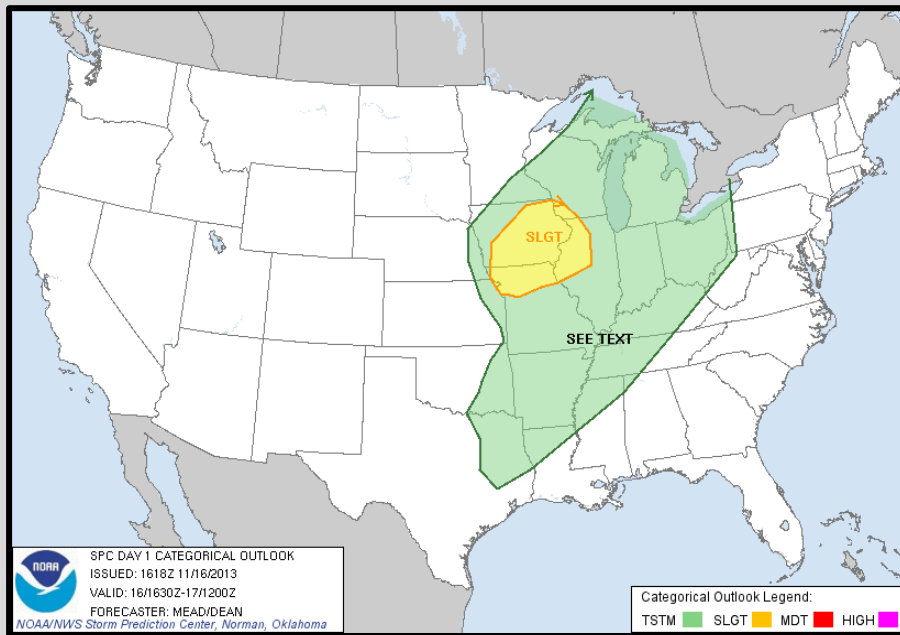 SLGT
SEE TEXT
NOAA
SPC DAY 1 CATEGORICAL OUTLOOK
ISSUED: 1618Z 11/16/2013
VALID: 16/1630Z-17/1200Z
FORECASTER: MEAD/DEAN
NOAA/NWS Storm Prediction Center, Norman, Oklahoma
Categorical Outlook Legend:
TSTM SLGT MDT HIGH